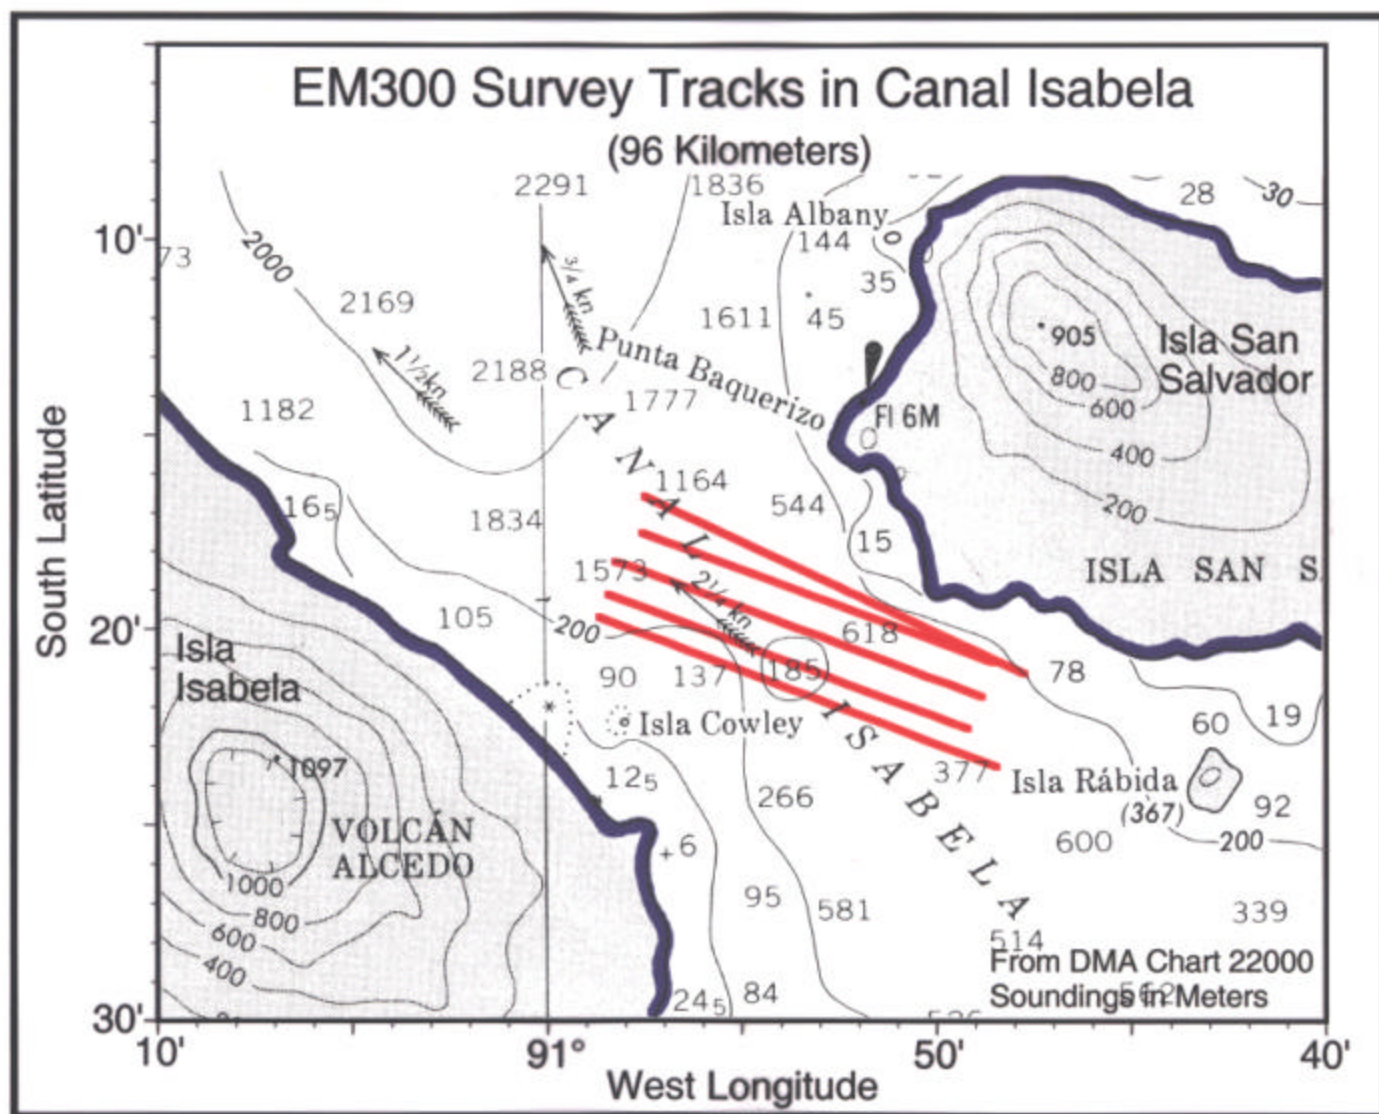 EM300 Survey Tracks in Canal Isabela
(96 Kilometers)
2291
1836
28
30
Isla Albany
10'
144
73
2000
3/4 kn
35
2169
1611
45
905
Isla San
Salvador
1 1/2 kn
Punta Baquerizo
2188
800
1182
1777
600
Fl 6M
400
CANAL ISABELA
1164
544
200
165
1834
15
ISLA SAN S
1573
2 1/4 kn
105
200
618
20'
Isla
Isabela
90
137
185
78
Isla Cowley
60
19
1097
125
377
Isla Rábida
(367)
266
92
VOLCÁN
ALCEDO
6
600
200
1000
800
95
581
339
600
514
400
From DMA Chart 22000
Soundings in Meters
562
245
84
30'
10'
91°
50'
40'
West Longitude
South Latitude